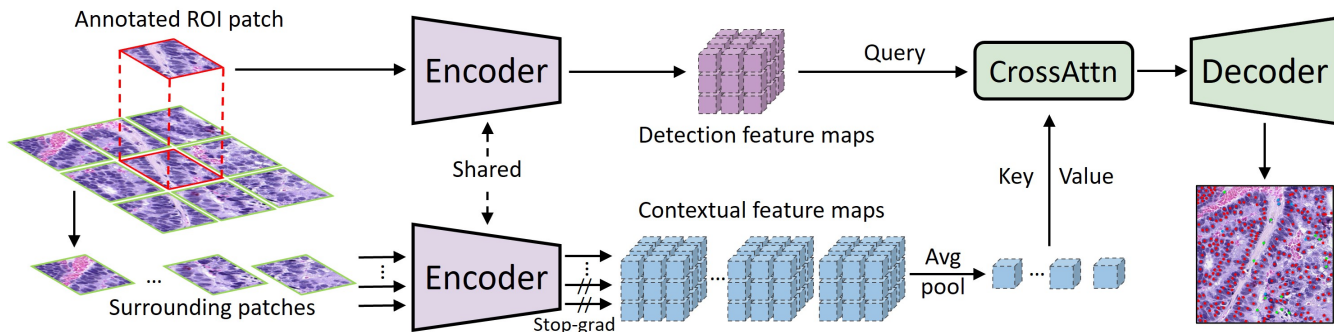 Annotated ROI patch
Encoder
Query
CrossAttn
Decoder
Detection feature maps
Shared
Key Value
Contextual feature maps
Encoder
Avg
pool
...
...
...
...
Surrounding patches
Stop-grad